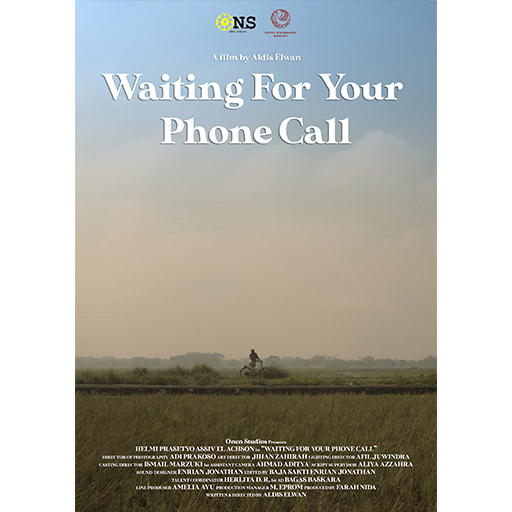 ONS
A film by Aldis Elwan
Waiting For Your
Phone Call
Onen Studios Presents
HELMI PRASETYO ASSIV EL ACHSON in "WAITING FOR YOUR PHONE CALL"
DIRECTOR OF PHOTOGRAPHY ADI PRAKOSO ART DIRECTOR JIHAN ZAHIRAH LIGHTING DIRECTOR AFIL JUWINDRA
CASTING DIRECTOR ISMAIL MARZUKI 1st ASSISTANT CAMERA AHMAD ADITYA SCRIPT SUPERVISOR ALIYA AZZAHRA
SOUND DESIGNER ENRIAN JONATHAN EDITED BY BAJA SAKTI ENRIAN JONATHAN
TALENT COORDINATOR HERLITA D. R. 1st AD BAGAS BASKARA
LINE PRODUSER AMELIA AYU PRODUCTION MANAGER M. EPROM PRODUCED BY FARAH NIDA
WRITTEN & DIRECTED BY ALDIS ELWAN